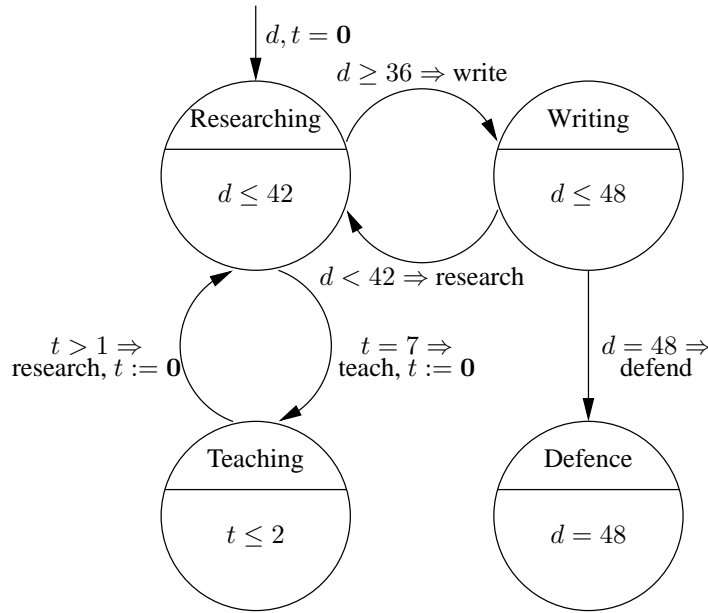 d, t = 0
d ≥ 36 ⇒ write
Researching
Writing
d ≤ 42
d ≤ 48
d < 42 ⇒ research
t > 1 ⇒
research, t := 0
t = 7 ⇒
teach, t := 0
d = 48 ⇒
defend
Teaching
Defence
t ≤ 2
d = 48